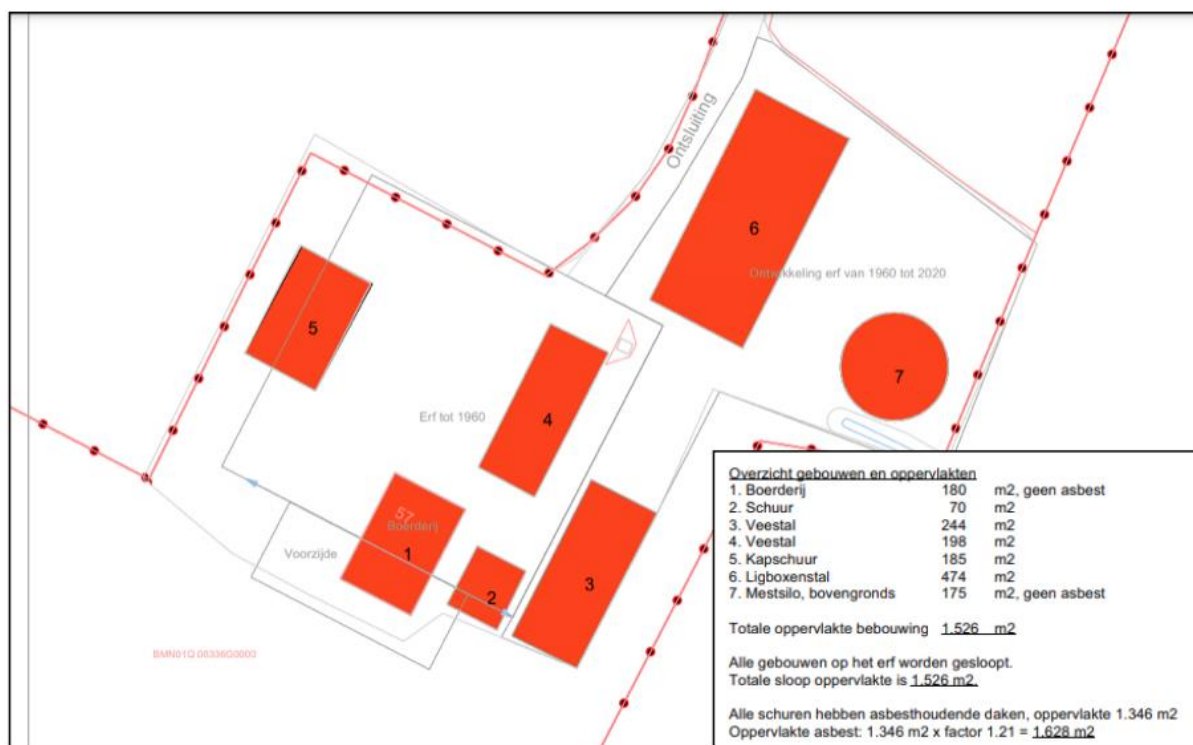 Ontsluiting
6
Ontwikkeling erf van 1960 tot 2020
5
7
Erf tot 1960
4
57
Boerderij
Voorzijde
1
2
3
BMN01Q 00336G0000
Overzicht gebouwen en oppervlakten
1. Boerderij 180 m2, geen asbest
2. Schuur 70 m2
3. Veestal 244 m2
4. Veestal 198 m2
5. Kapschuur 185 m2
6. Ligboxenstal 474 m2
7. Mestsilo, bovengronds 175 m2, geen asbest
Totale oppervlakte bebouwing 1.526 m2
Alle gebouwen op het erf worden gesloopt.
Totale sloop oppervlakte is 1.526 m2.
Alle schuren hebben asbesthoudende daken, oppervlakte 1.346 m2
Oppervlakte asbest: 1.346 m2 x factor 1.21 = 1.628 m2